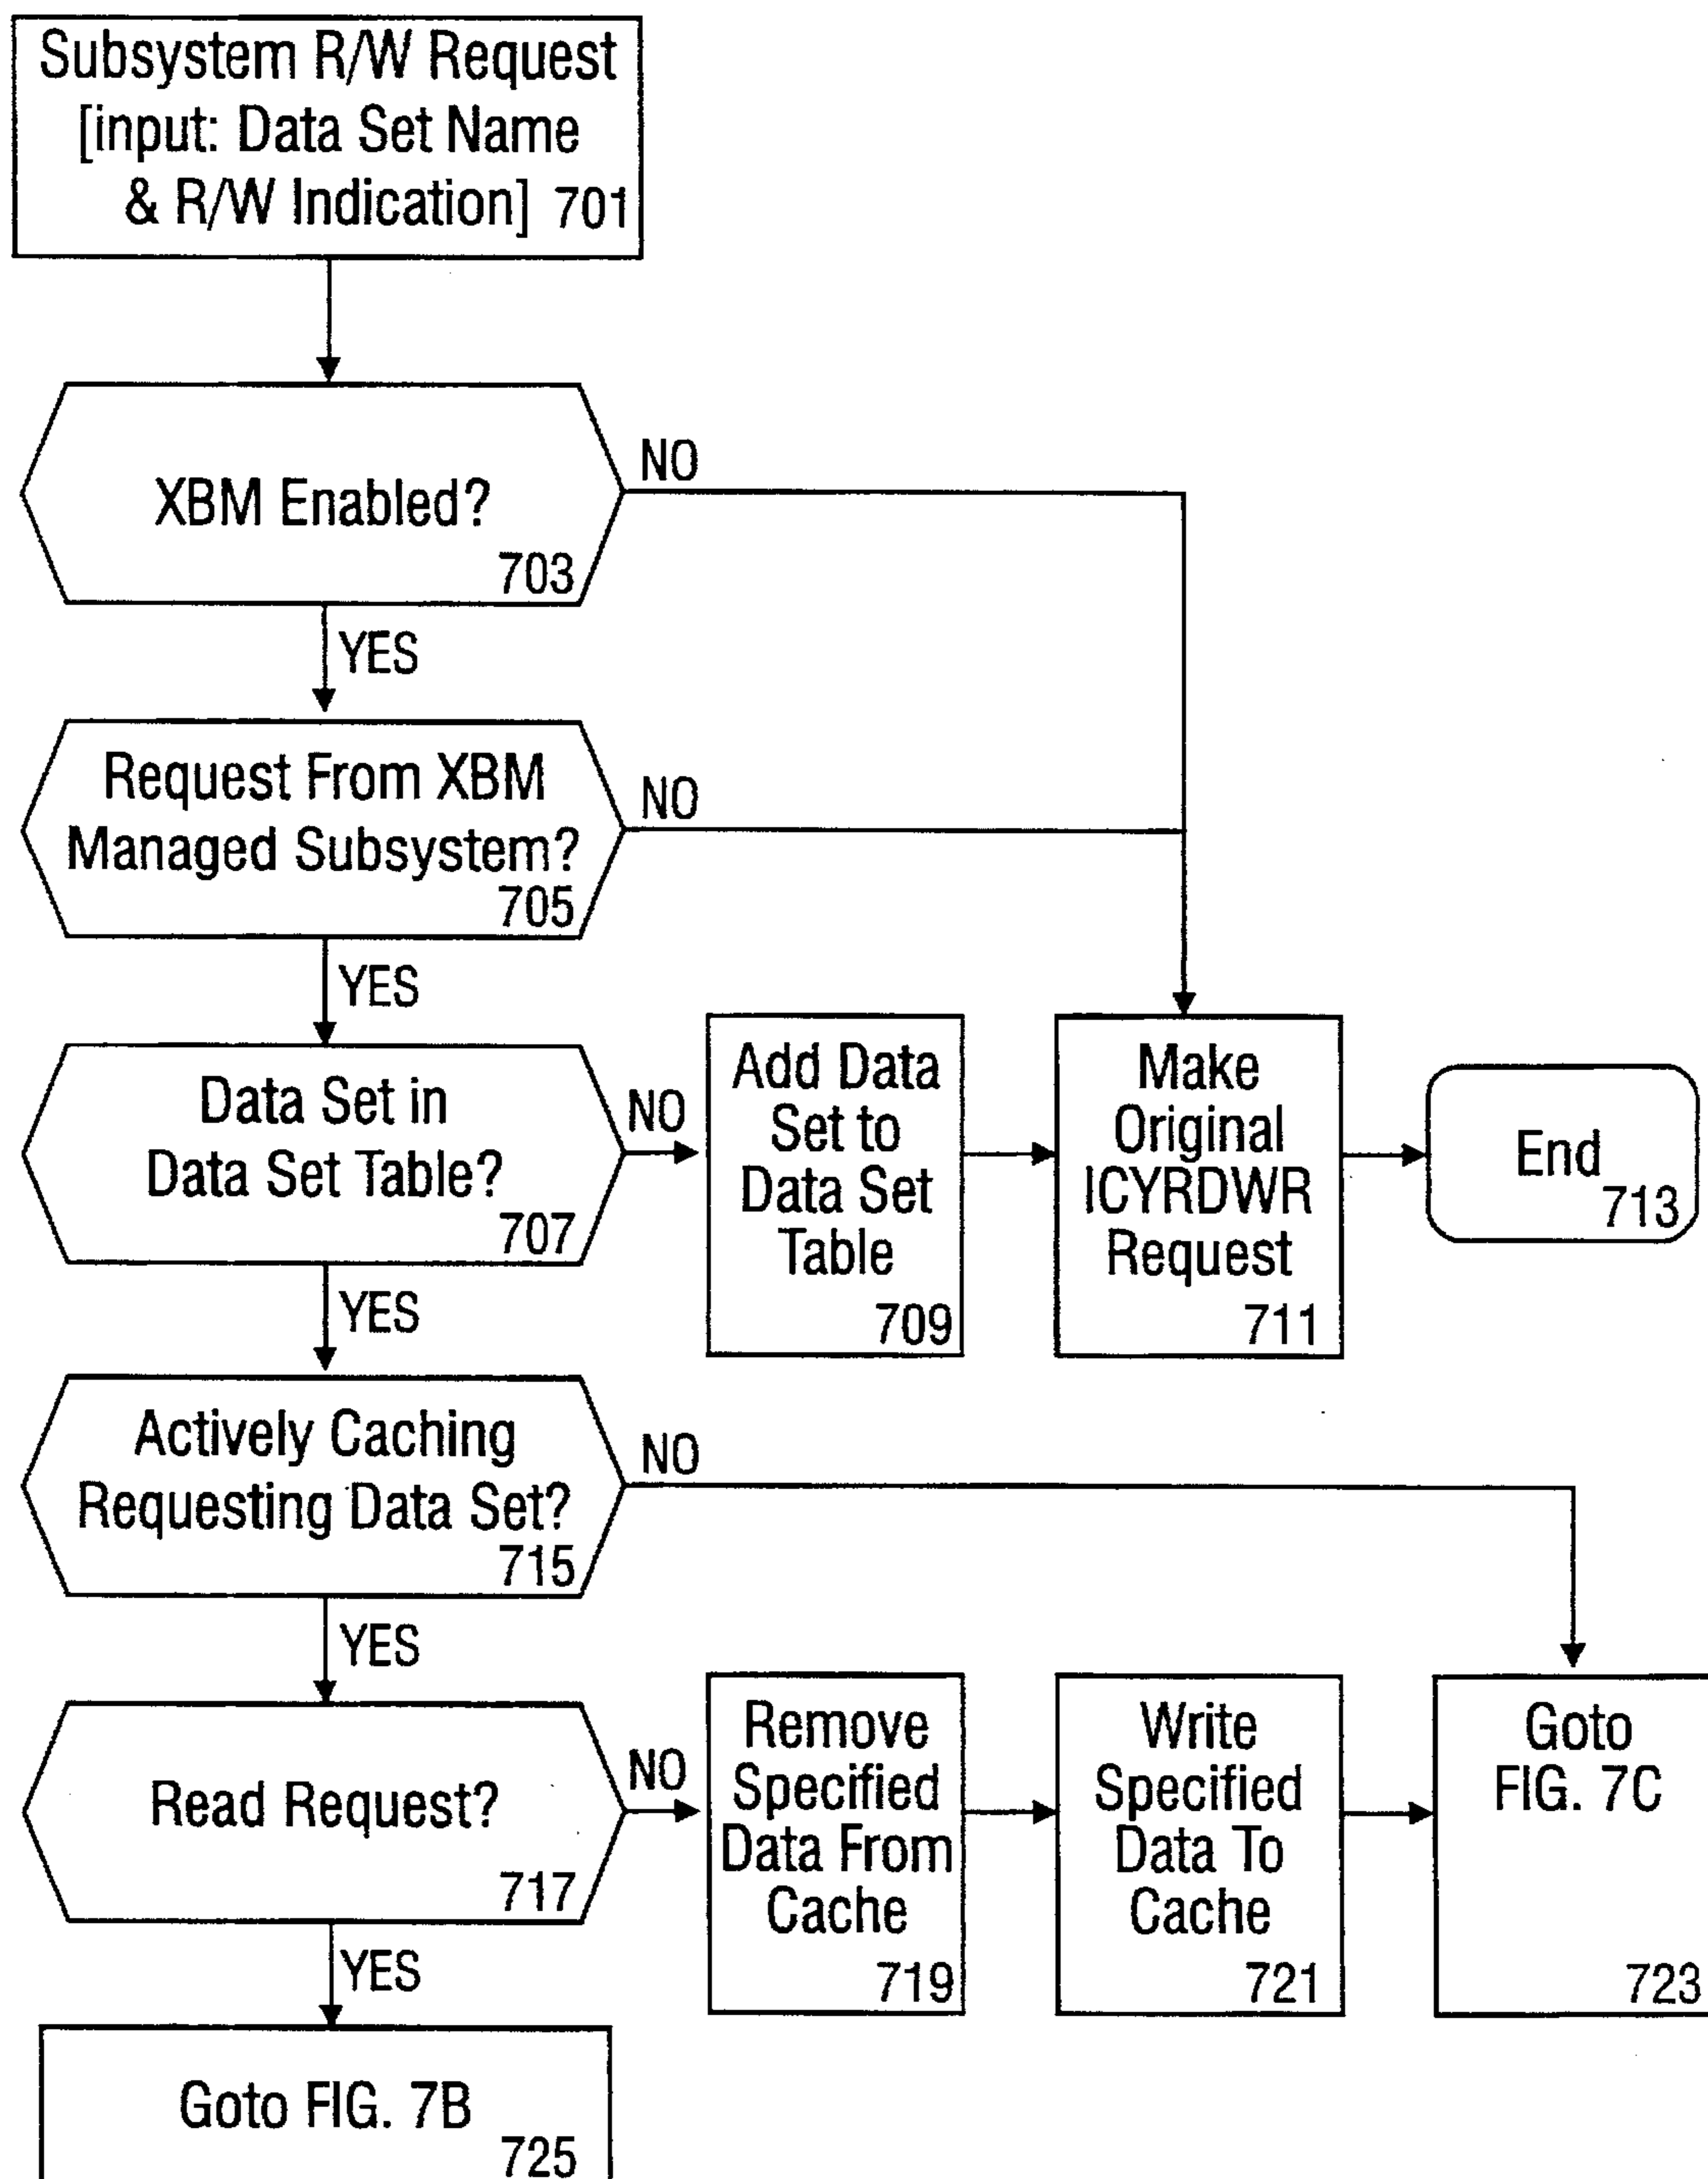 Subsystem R/W Request
[input: Data Set Name
& R/W Indication] 701
XBM Enabled?
703
NO
YES
Request From XBM
Managed Subsystem?
705
NO
YES
Data Set in
Data Set Table?
707
NO
Add Data
Set to
Data Set
Table
709
Make
Original
ICYRDWR
Request
711
End
713
YES
Actively Caching
Requesting Data Set?
715
NO
YES
Read Request?
717
NO
Remove
Specified
Data From
Cache
719
Write
Specified
Data To
Cache
721
Goto
FIG. 7C
723
YES
Goto FIG. 7B
725